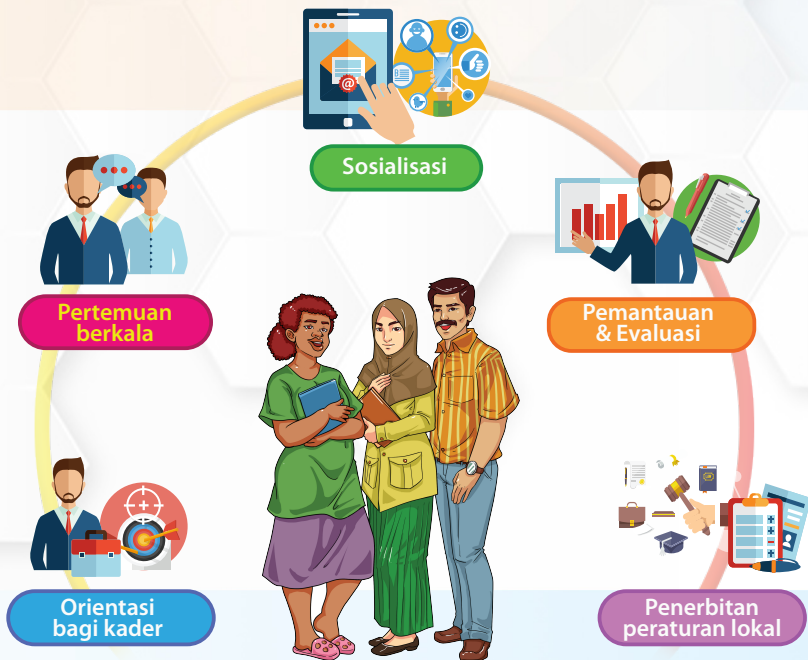 @
Sosialisasi
Pertemuan
berkala
Pemantauan
& Evaluasi
Orientasi
bagi kader
Penerbitan
peraturan lokal